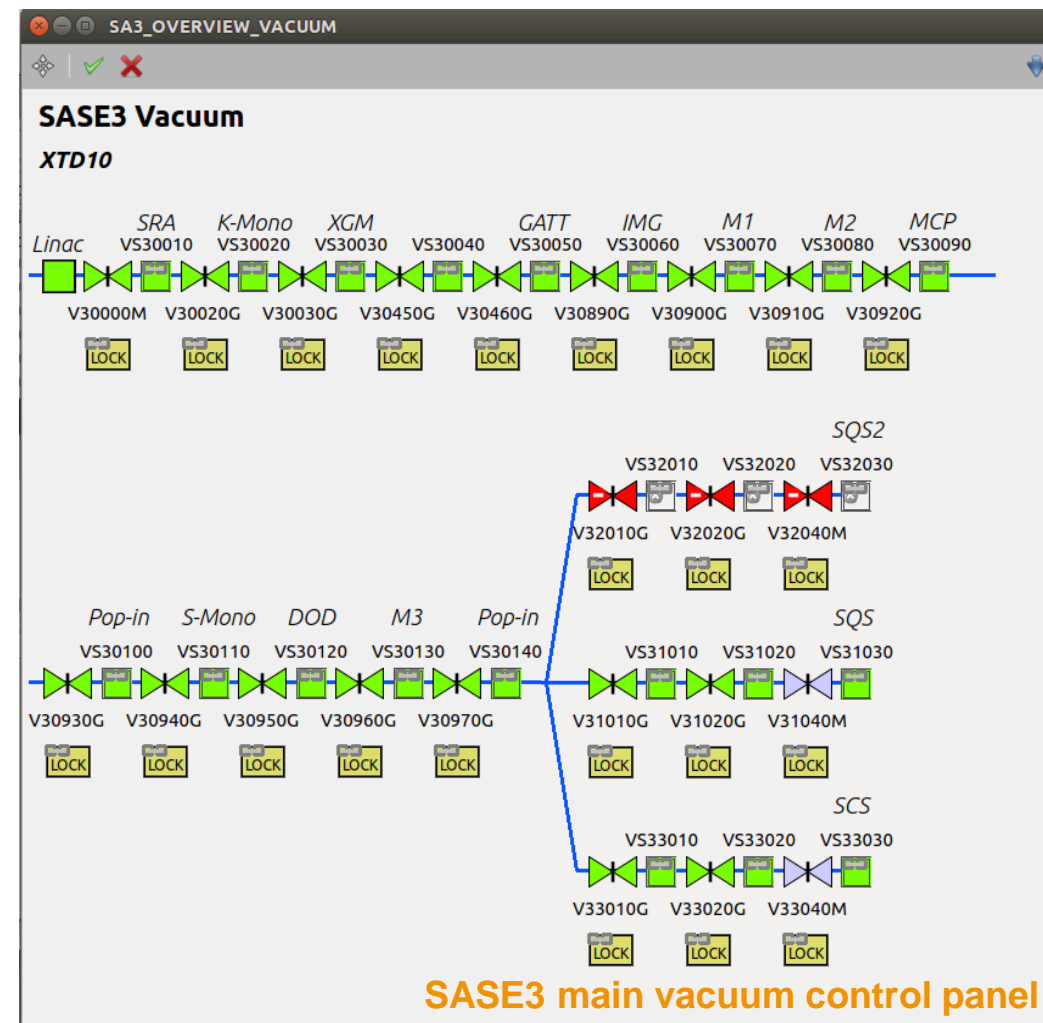 SA3_OVERVIEW_VACUUM
SASE3 Vacuum
XTD10
SRA K-Mono XGM GATT IMG M1 M2 MCP
Linac VS30010 VS30020 VS30030 VS30040 VS30050 VS30060 VS30070 VS30080 VS30090
V30000M V30020G V30030G V30450G V30460G V30890G V30900G V30910G V30920G
LOCK LOCK LOCK LOCK LOCK LOCK LOCK LOCK LOCK
SQS2
VS32010 VS32020 VS32030
V32010G V32020G V32040M
LOCK LOCK LOCK
Pop-in S-Mono DOD M3 Pop-in SQS
VS30100 VS30110 VS30120 VS30130 VS30140 VS31010 VS31020 VS31030
V30930G V30940G V30950G V30960G V30970G V31010G V31020G V31040M
LOCK LOCK LOCK LOCK LOCK LOCK LOCK LOCK
SCS
VS33010 VS33020 VS33030
V33010G V33020G V33040M
LOCK LOCK LOCK
SASE3 main vacuum control panel